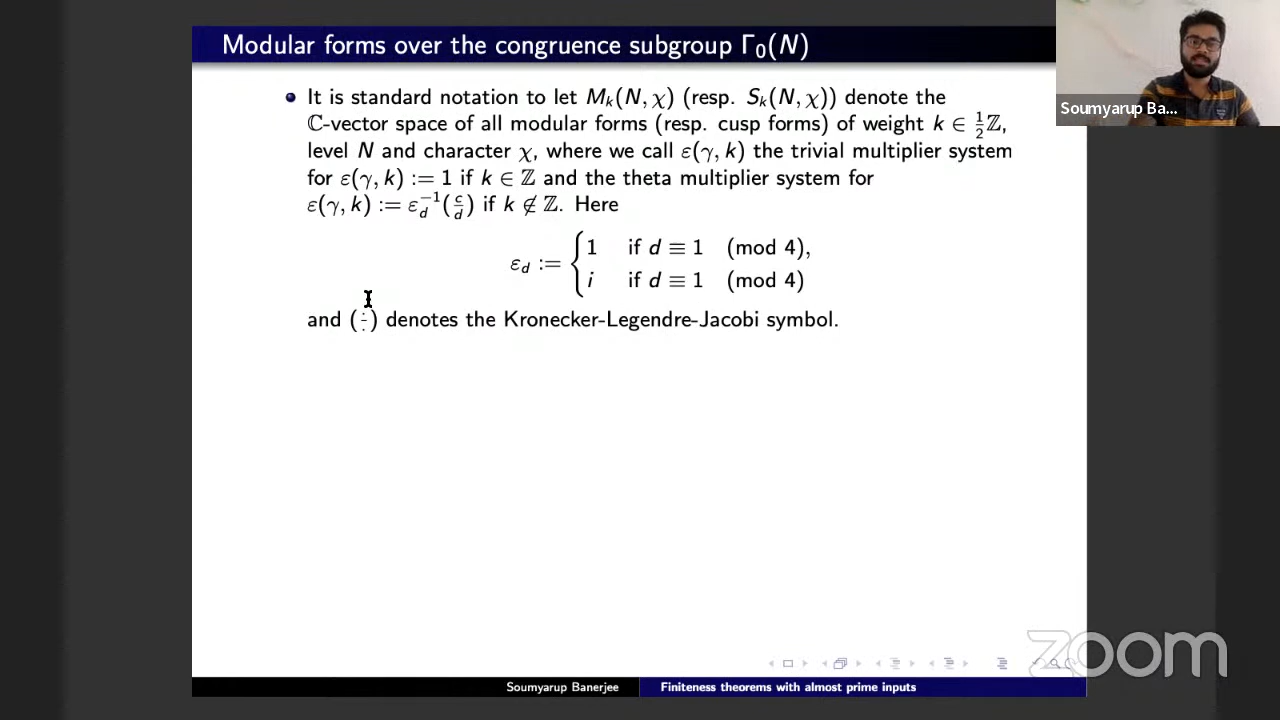 Modular forms over the congruence subgroup Γ₀(N)
It is standard notation to let Mₖ(N, χ) (resp. Sₖ(N, χ)) denote the
ℂ-vector space of all modular forms (resp. cusp forms) of weight k ∈ ½ℤ,
level N and character χ, where we call ε(γ, k) the trivial multiplier system
for ε(γ, k) := 1 if k ∈ ℤ and the theta multiplier system for
ε(γ, k) := ε_d^{-1}(c/d) if k ∉ ℤ. Here
ε_d := { 1 if d ≡ 1 (mod 4),
i if d ≡ 1 (mod 4)
and (÷) denotes the Kronecker-Legendre-Jacobi symbol.
Soumyarup Banerjee
Finiteness theorems with almost prime inputs
Soumyarup Ba...
zoom